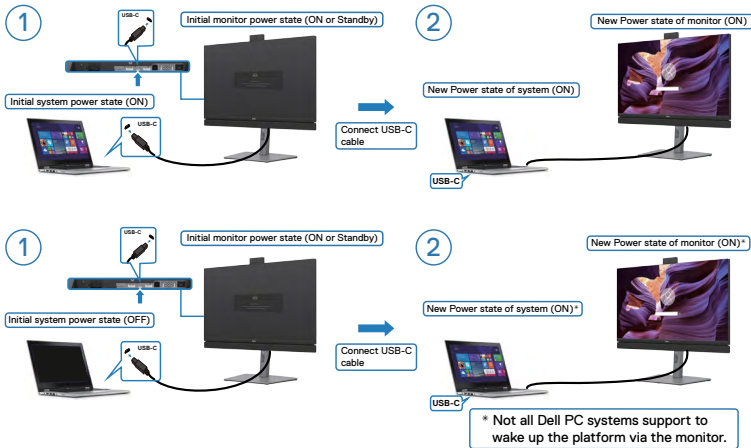 1
USB-C
Initial monitor power state (ON or Standby)
Initial system power state (ON)
USB-C
Connect USB-C
cable
2
New Power state of monitor (ON)
New Power state of system (ON)
USB-C
1
USB-C
Initial monitor power state (ON or Standby)
Initial system power state (OFF)
USB-C
Connect USB-C
cable
2
New Power state of monitor (ON)*
New Power state of system (ON)*
USB-C
* Not all Dell PC systems support to
wake up the platform via the monitor.